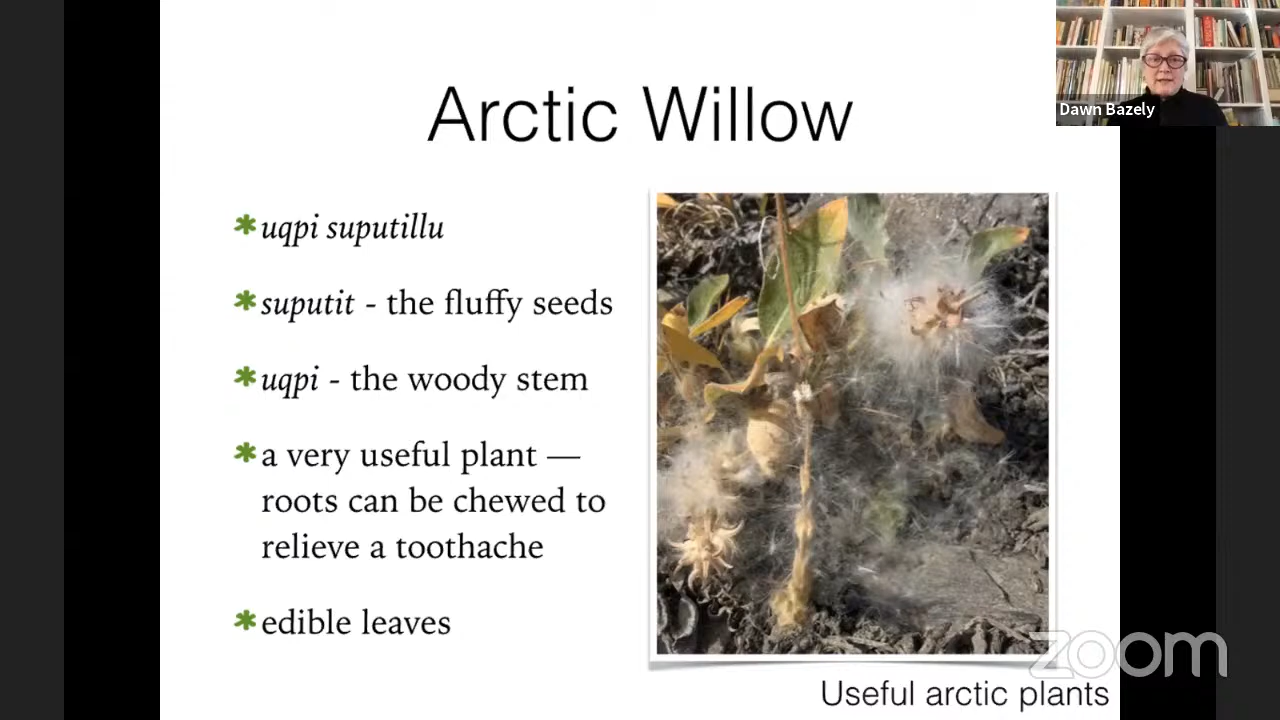 Dawn Bazely
Arctic Willow
* uqpi suputillu
* suputit - the fluffy seeds
* uqpi - the woody stem
* a very useful plant —
roots can be chewed to
relieve a toothache
* edible leaves
zoom
Useful arctic plants